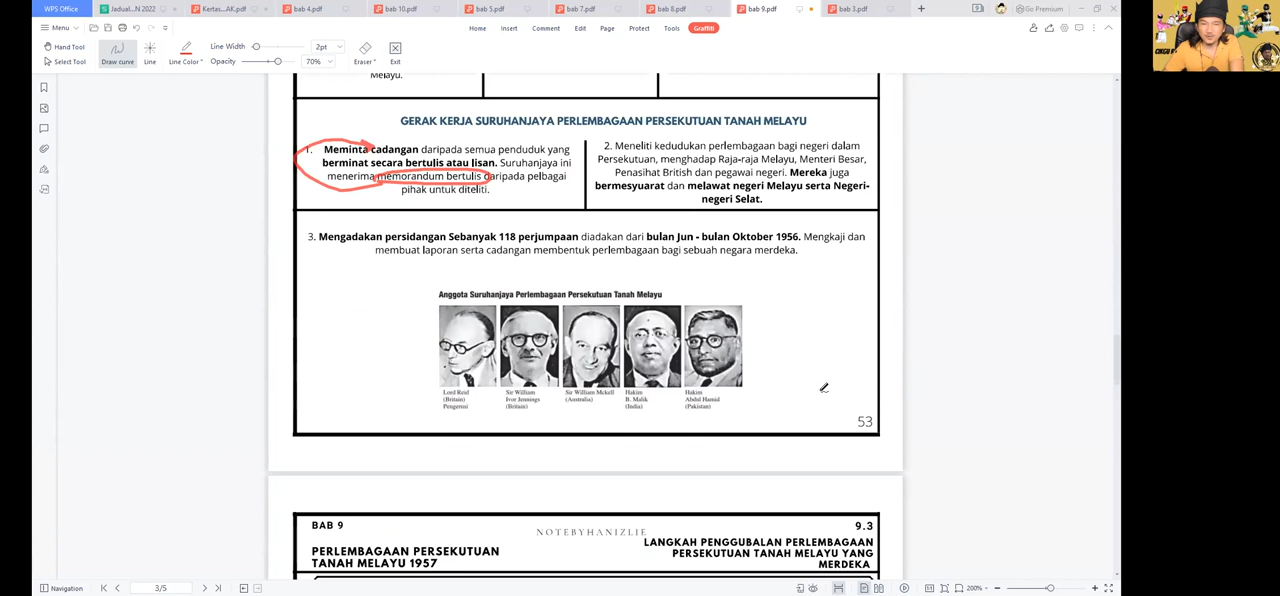 WPS Office
Jadual...N 2022
Kertas...AK.pdf
bab 4.pdf
bab 10.pdf
bab 5.pdf
bab 7.pdf
bab 8.pdf
bab 9.pdf
bab 3.pdf
Go Premium
Menu
Home
Insert
Comment
Edit
Page
Protect
Tools
Graffiti
Hand Tool
Select Tool
Draw curve
Line
Line Color
Line Width
2pt
Opacity
70%
Eraser
Exit
Melayu.
GERAK KERJA SURUHANJAYA PERLEMBAGAAN PERSEKUTUAN TANAH MELAYU
1. Meminta cadangan daripada semua penduduk yang
berminat secara bertulis atau lisan. Suruhanjaya ini
menerima memorandum bertulis daripada pelbagai
pihak untuk diteliti.
2. Meneliti kedudukan perlembagaan bagi negeri dalam
Persekutuan, menghadap Raja-raja Melayu, Menteri Besar,
Penasihat British dan pegawai negeri. Mereka juga
bermesyuarat dan melawat negeri Melayu serta Negeri-
negeri Selat.
3. Mengadakan persidangan Sebanyak 118 perjumpaan diadakan dari bulan Jun - bulan Oktober 1956. Mengkaji dan
membuat laporan serta cadangan membentuk perlembagaan bagi sebuah negara merdeka.
Anggota Suruhanjaya Perlembagaan Persekutuan Tanah Melayu
Lord Reid
(Britain)
Pengerusi
Sir William
Ivor Jennings
(Britain)
Sir William Mckell
(Australia)
Hakim
B. Malik
(India)
Hakim
Abdul Hamid
(Pakistan)
53
BAB 9
NOTEBYHANIZLIE
9.3
PERLEMBAGAAN PERSEKUTUAN
TANAH MELAYU 1957
LANGKAH PENGGUBALAN PERLEMBAGAAN
PERSEKUTUAN TANAH MELAYU YANG
MERDEKA
Navigation
3/5
200%